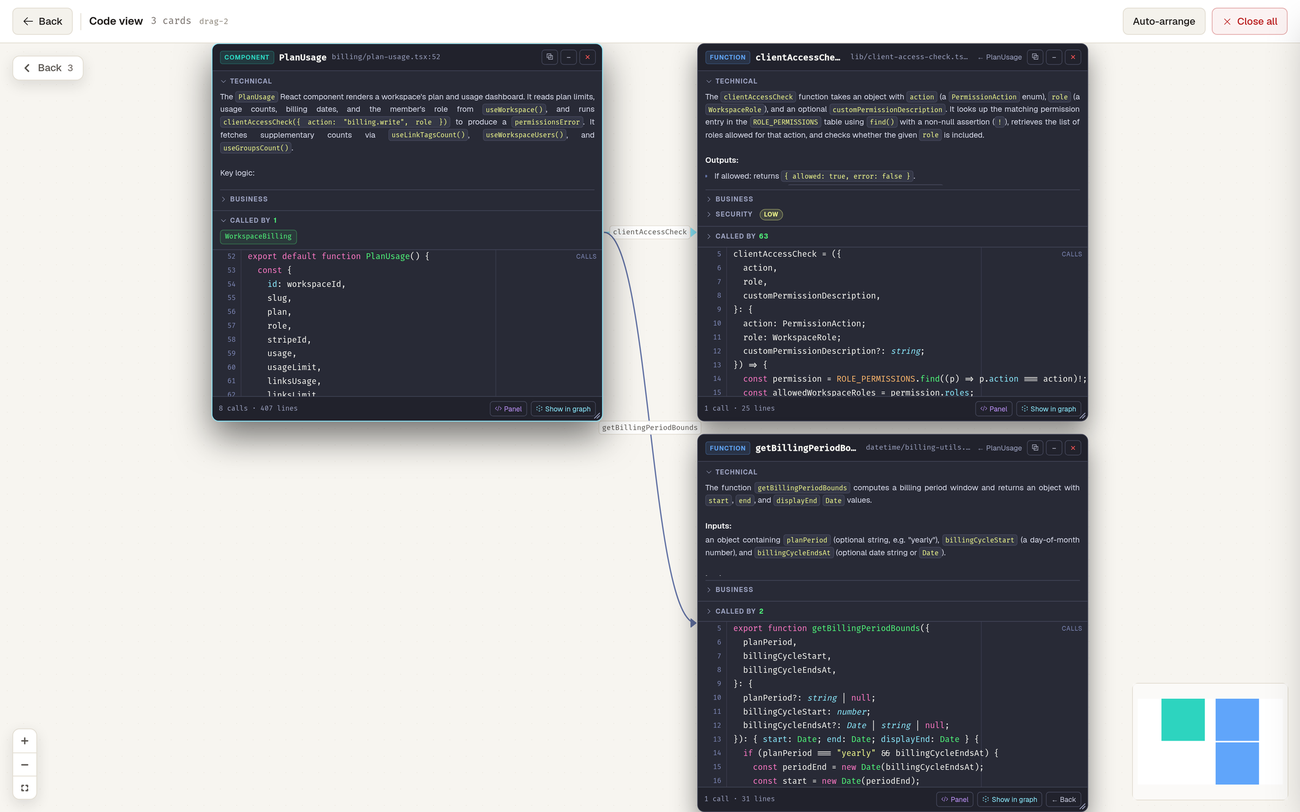 Back
Code view 3 cards drag-2
Auto-arrange
Close all
Back 3
COMPONENT PlanUsage billing/plan-usage.tsx:52
TECHNICAL
The PlanUsage React component renders a workspace's plan and usage dashboard. It reads plan limits,
usage counts, billing dates, and the member's role from useWorkspace(), and runs
clientAccessCheck({ action: "billing.write", role }) to produce a permissionsError. It
fetches supplementary counts via useLinkTagsCount(), useWorkspaceUsers(), and
useGroupsCount().
Key logic:
BUSINESS
CALLED BY 1
WorkspaceBilling
CALLS
52 export default function PlanUsage() {
53 const {
54 id: workspaceId,
55 slug,
56 plan,
57 role,
58 stripeId,
59 usage,
60 usageLimit,
61 linksUsage,
62 linksLimit
8 calls · 407 lines
</> Panel
Show in graph
clientAccessCheck
getBillingPeriodBounds
FUNCTION clientAccessChe… lib/client-access-check.ts… ← PlanUsage
TECHNICAL
The clientAccessCheck function takes an object with action (a PermissionAction enum), role (a
WorkspaceRole), and an optional customPermissionDescription. It looks up the matching permission
entry in the ROLE_PERMISSIONS table using find() with a non-null assertion (!), retrieves the list of
roles allowed for that action, and checks whether the given role is included.
Outputs:
• If allowed: returns { allowed: true, error: false }.
BUSINESS
SECURITY LOW
CALLED BY 63
CALLS
5 clientAccessCheck = ({
6 action,
7 role,
8 customPermissionDescription,
9 }: {
10 action: PermissionAction;
11 role: WorkspaceRole;
12 customPermissionDescription?: string;
13 }) => {
14 const permission = ROLE_PERMISSIONS.find((p) => p.action === action)!;
15 const allowedWorkspaceRoles = permission.roles;
1 call · 25 lines
</> Panel
Show in graph
FUNCTION getBillingPeriodBo… datetime/billing-utils.… ← PlanUsage
TECHNICAL
The function getBillingPeriodBounds computes a billing period window and returns an object with
start, end, and displayEnd Date values.
Inputs:
an object containing planPeriod (optional string, e.g. "yearly"), billingCycleStart (a day-of-month
number), and billingCycleEndsAt (optional date string or Date).
BUSINESS
CALLED BY 2
CALLS
5 export function getBillingPeriodBounds({
6 planPeriod,
7 billingCycleStart,
8 billingCycleEndsAt,
9 }: {
10 planPeriod?: string | null;
11 billingCycleStart: number;
12 billingCycleEndsAt?: Date | string | null;
13 }): { start: Date; end: Date; displayEnd: Date } {
14 if (planPeriod === "yearly" && billingCycleEndsAt) {
15 const periodEnd = new Date(billingCycleEndsAt);
16 const start = new Date(periodEnd);
1 call · 31 lines
</> Panel
Show in graph
← Back